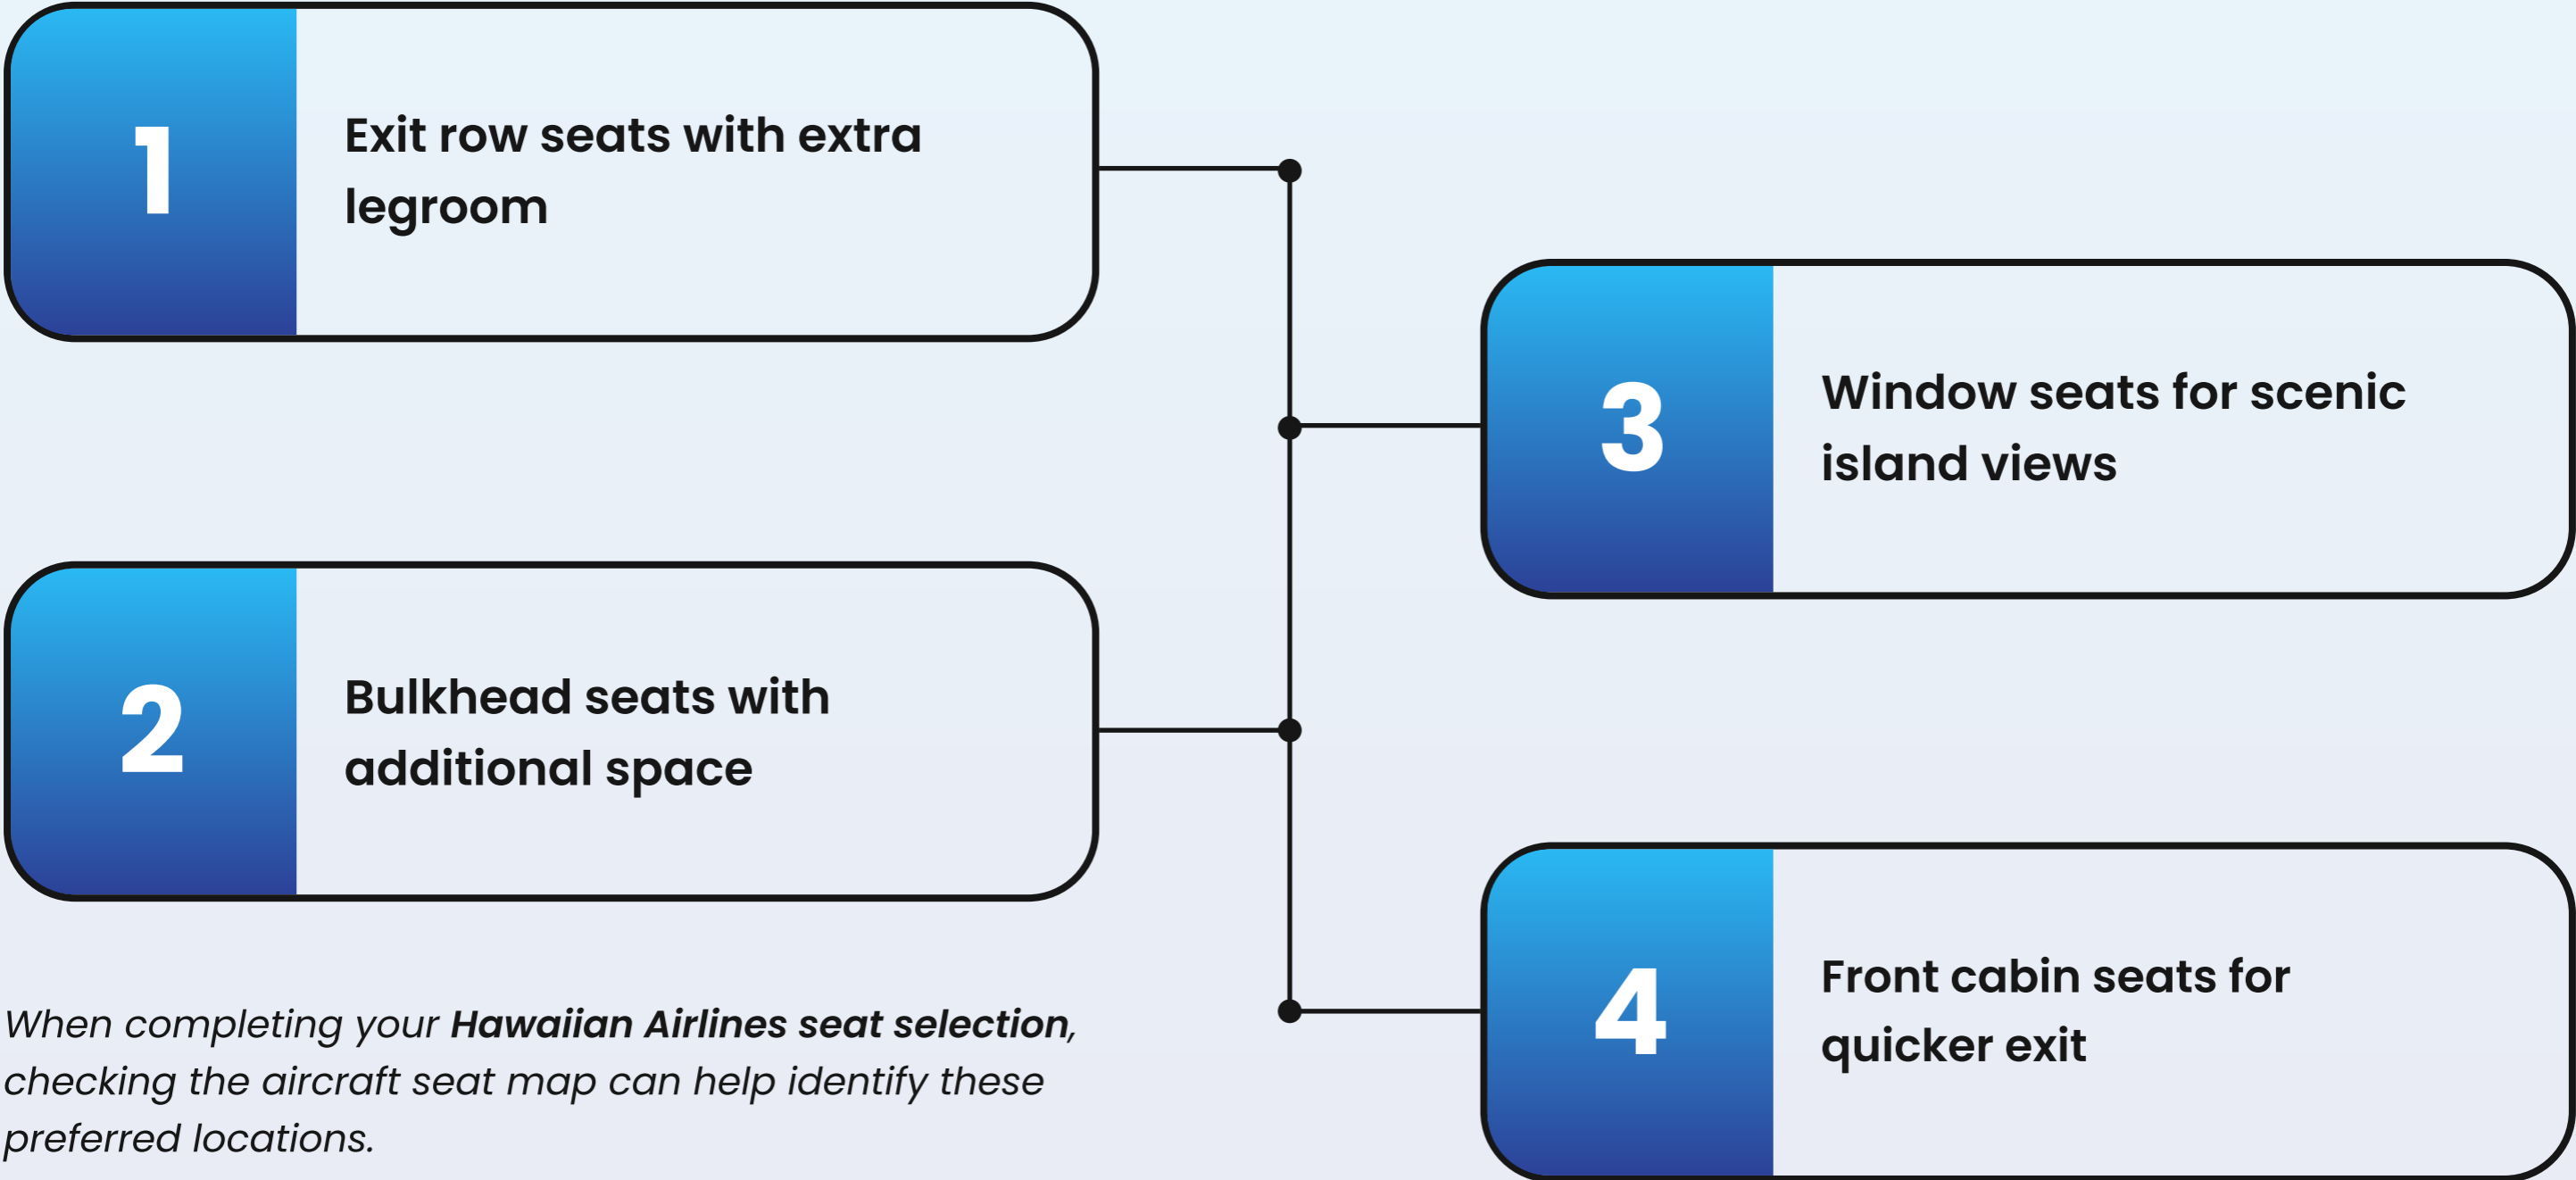 1
Exit row seats with extra
legroom
2
Bulkhead seats with
additional space
3
Window seats for scenic
island views
4
Front cabin seats for
quicker exit
When completing your Hawaiian Airlines seat selection,
checking the aircraft seat map can help identify these
preferred locations.